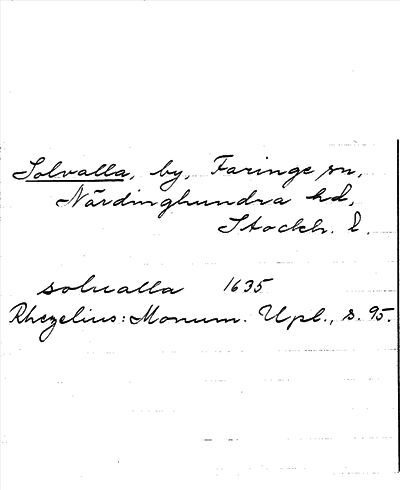 Solvalla, by, Faringe sn,
Närdinghundra hd,
Stockh. l.
solualla 1635
Rhezelius: Monum. Upl., s. 95.